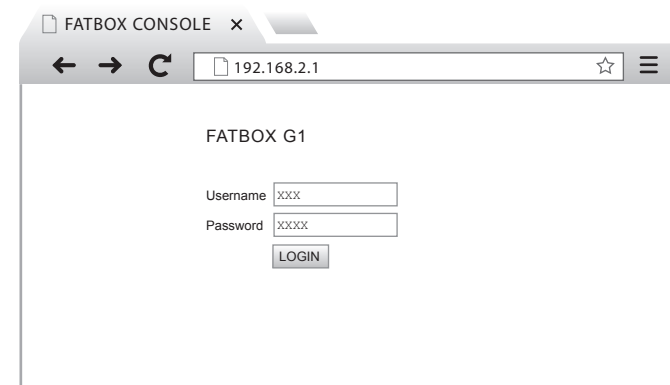 FATBOX CONSOLE
192.168.2.1
FATBOX G1
Username xxx
Password xxxx
LOGIN